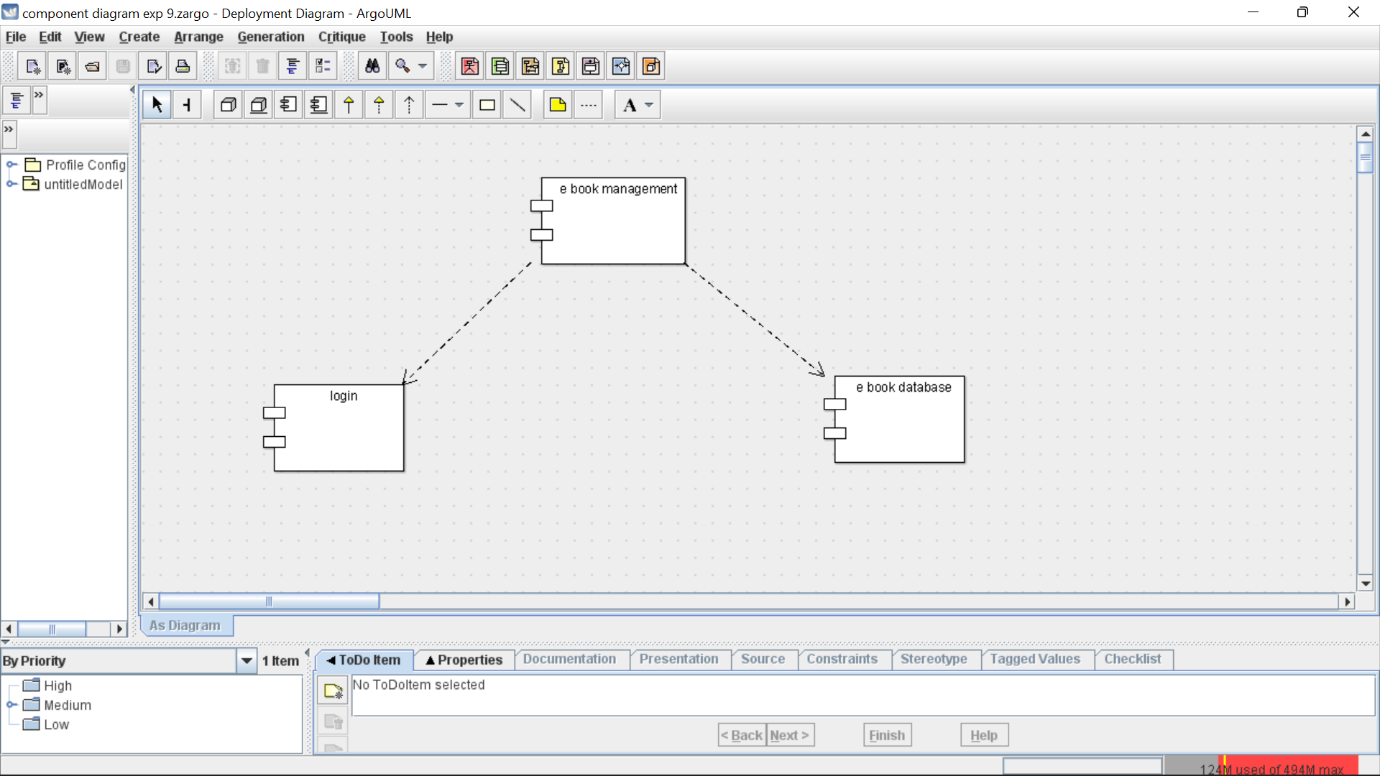 component diagram exp 9.zargo - Deployment Diagram - ArgoUML
File Edit View Create Arrange Generation Critique Tools Help
A
Profile Config
untitledModel
e book management
login
e book database
As Diagram
By Priority
1 Item
High
Medium
Low
ToDo Item Properties Documentation Presentation Source Constraints Stereotype Tagged Values Checklist
No ToDoItem selected
< Back Next > Finish Help
124M used of 494M max